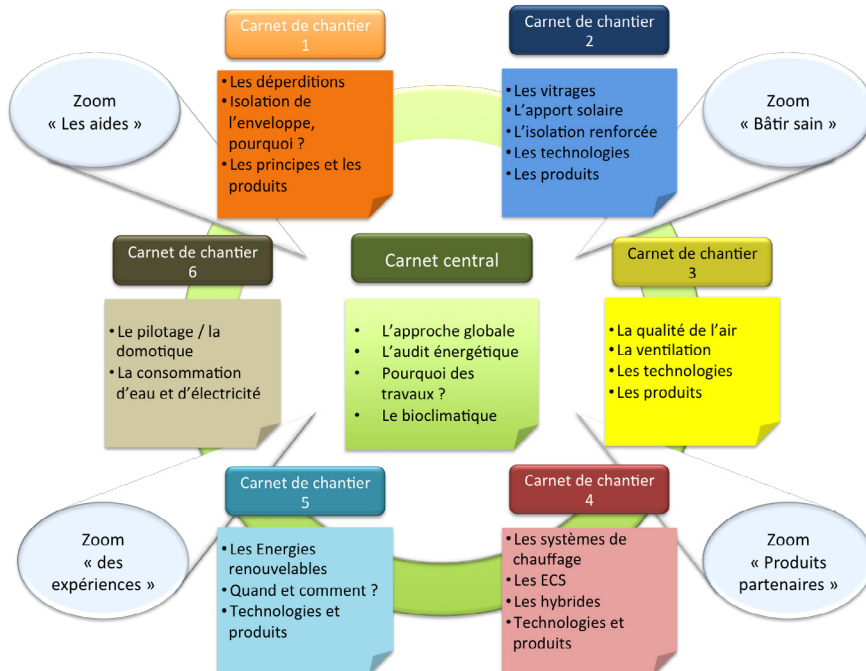 Carnet de chantier
1
• Les déperditions
• Isolation de
l'enveloppe,
pourquoi ?
• Les principes et les
produits
Carnet de chantier
2
• Les vitrages
• L'apport solaire
• L'isolation renforcée
• Les technologies
• Les produits
Zoom
« Les aides »
Zoom
« Bâtir sain »
Carnet de chantier
6
• Le pilotage / la
domotique
• La consommation
d'eau et d'électricité
Carnet central
• L'approche globale
• L'audit énergétique
• Pourquoi des
travaux ?
• Le bioclimatique
Carnet de chantier
3
• La qualité de l'air
• La ventilation
• Les technologies
• Les produits
Zoom
« des
expériences »
Carnet de chantier
5
• Les Energies
renouvelables
• Quand et comment ?
• Technologies et
produits
Carnet de chantier
4
• Les systèmes de
chauffage
• Les ECS
• Les hybrides
• Technologies et
produits
Zoom
« Produits
partenaires »